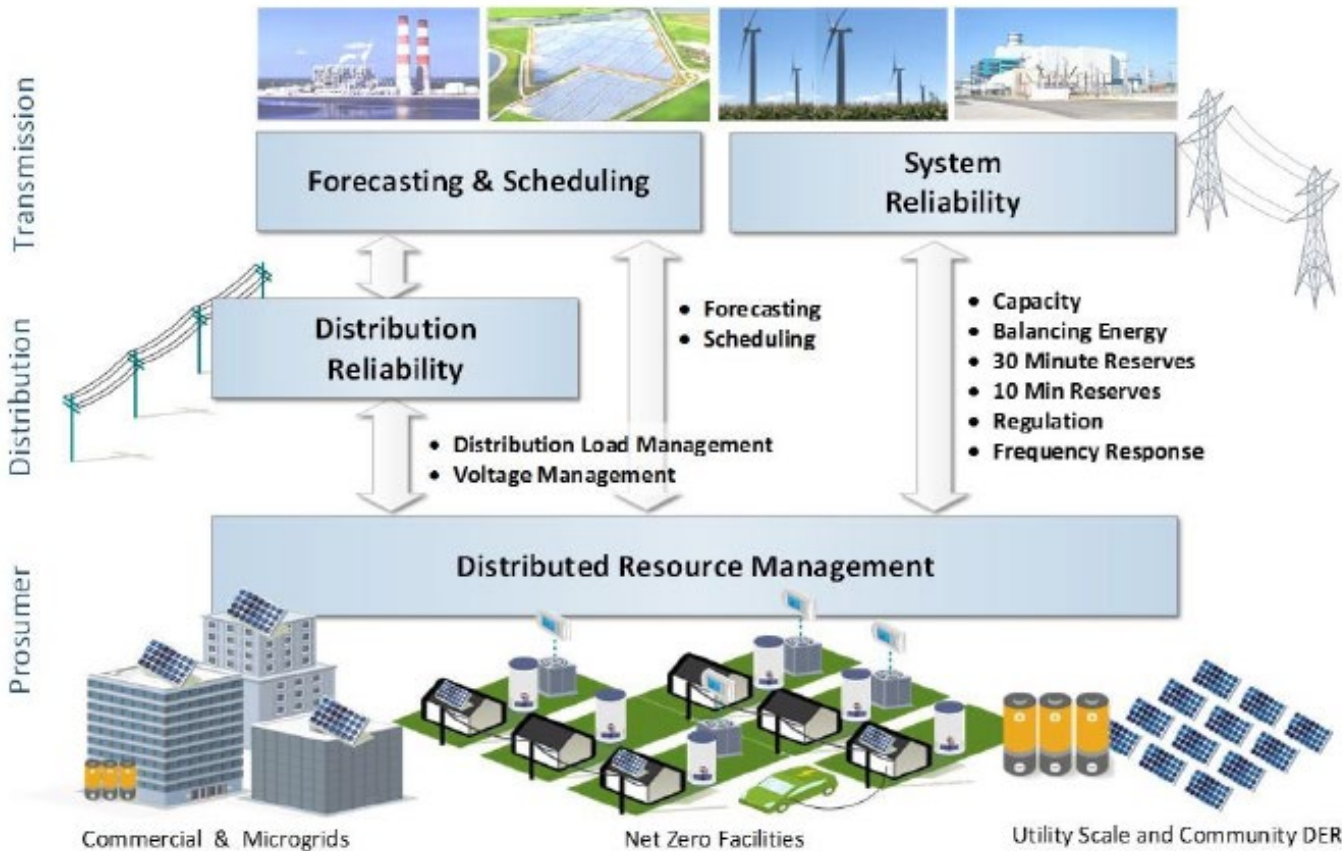 Transmission
Forecasting & Scheduling
System
Reliability
Distribution
Distribution
Reliability
• Forecasting
• Scheduling
• Capacity
• Balancing Energy
• 30 Minute Reserves
• 10 Min Reserves
• Regulation
• Frequency Response
• Distribution Load Management
• Voltage Management
Prosumer
Distributed Resource Management
Commercial & Microgrids
Net Zero Facilities
Utility Scale and Community DER